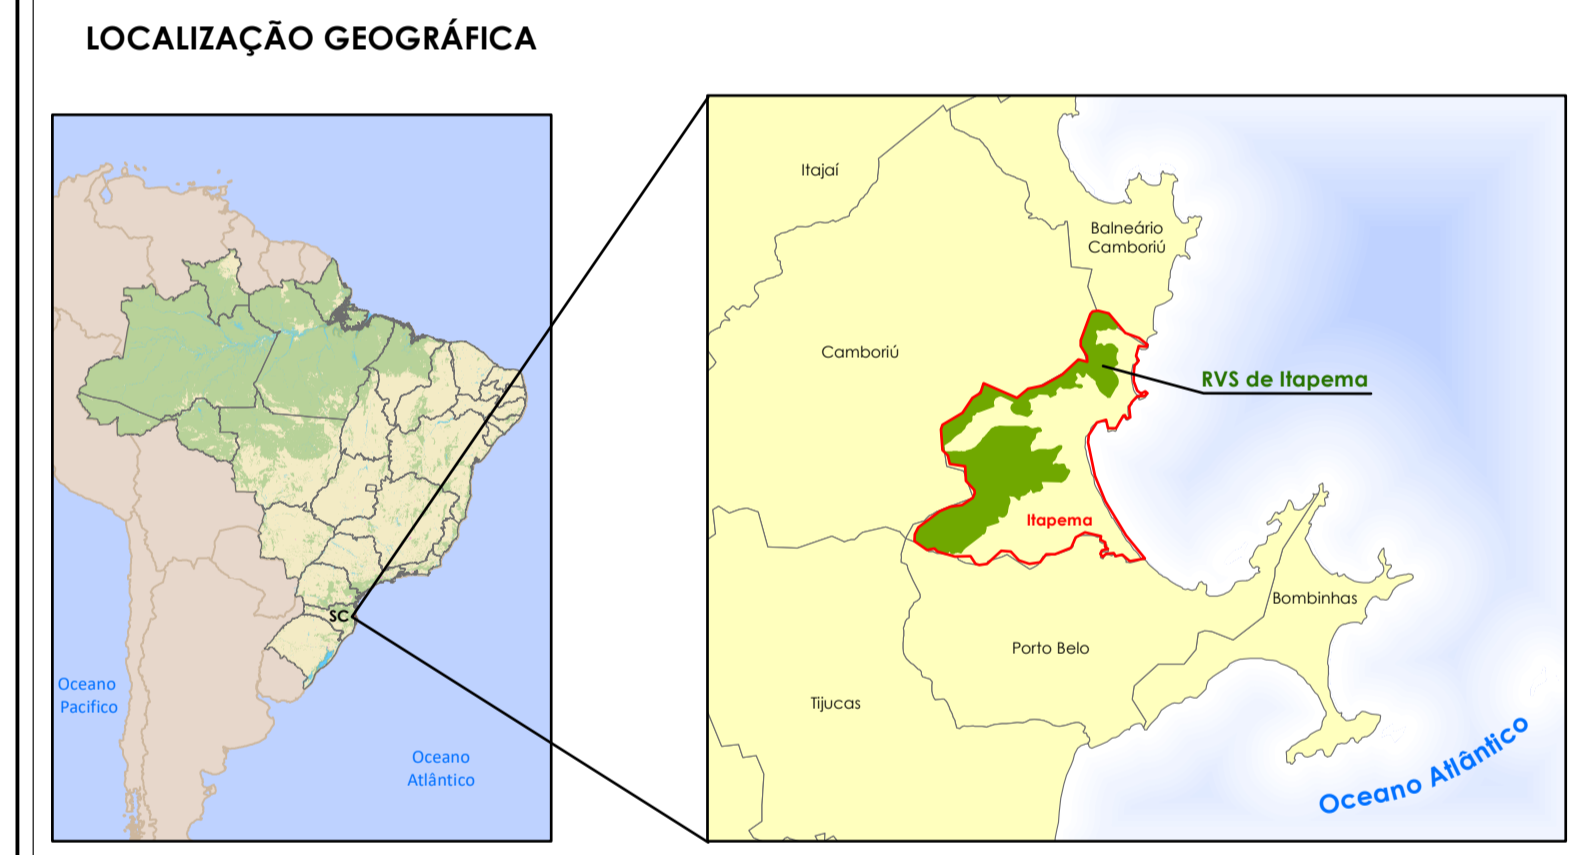 LOCALIZAÇÃO GEOGRÁFICA
SC
Oceano
Pacifico
Oceano
Atlântico
Itajaí
Balneário
Camboriú
Camboriú
RVS de Itapema
Itapema
Bombinhas
Porto Belo
Tijucas
Oceano Atlântico